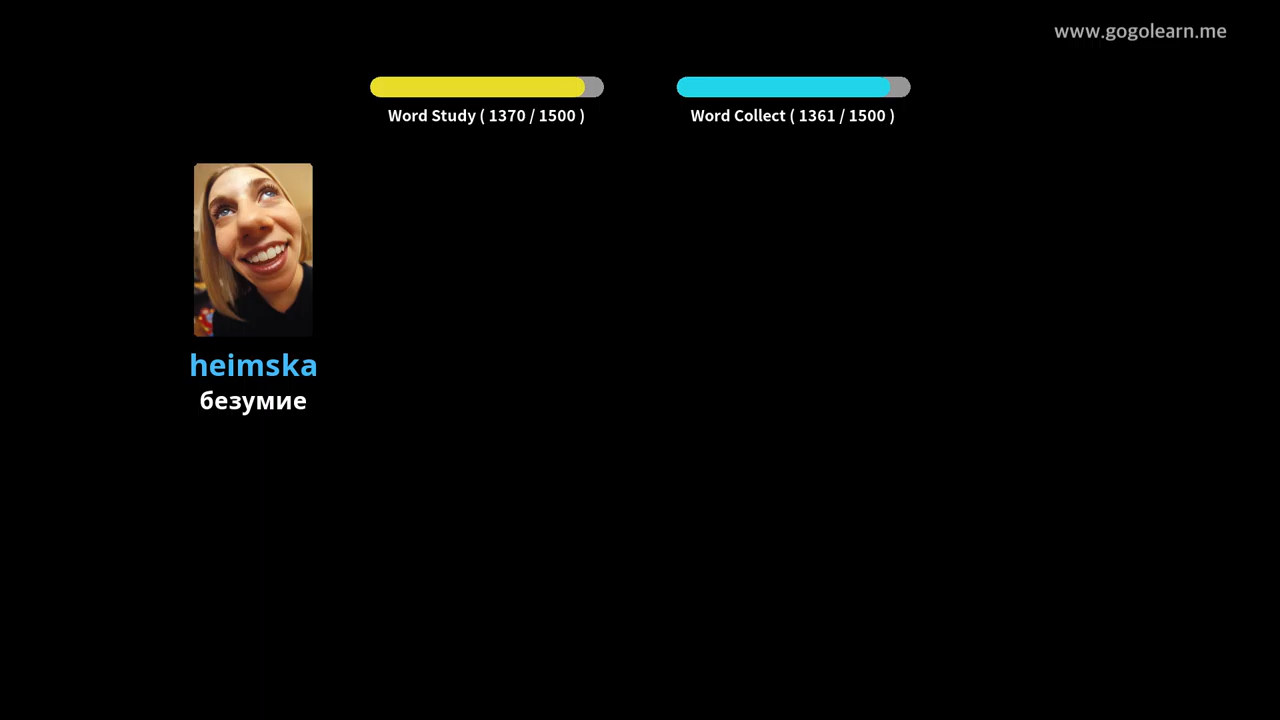 www.gogolearn.me
Word Study ( 1370 / 1500 )
Word Collect ( 1361 / 1500 )
heimska
безумие